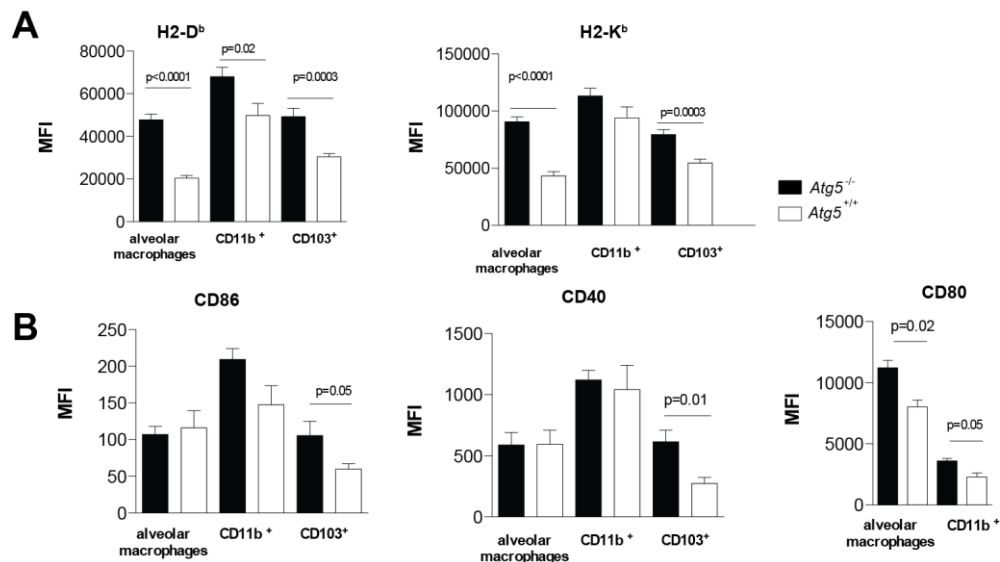 A
H2-Dᵇ
MFI
80000
60000
40000
20000
0
p<0.0001
p=0.02
p=0.0003
alveolar
macrophages
CD11b ⁺
CD103⁺
H2-Kᵇ
MFI
150000
100000
50000
0
p<0.0001
p=0.0003
alveolar
macrophages
CD11b ⁺
CD103⁺
Atg5⁻/⁻
Atg5⁺/⁺
B
CD86
MFI
250
200
150
100
50
0
p=0.05
alveolar
macrophages
CD11b ⁺
CD103⁺
CD40
MFI
1500
1000
500
0
p=0.01
alveolar
macrophages
CD11b ⁺
CD103⁺
CD80
MFI
15000
10000
5000
0
p=0.02
p=0.05
alveolar
macrophages
CD11b ⁺